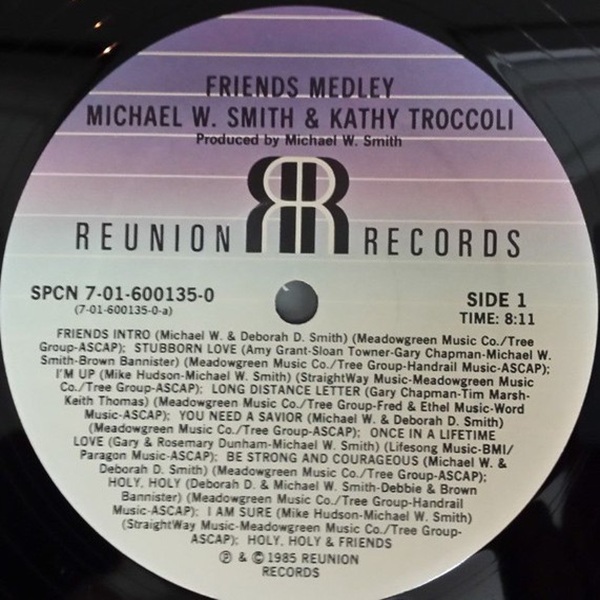 FRIENDS MEDLEY
MICHAEL W. SMITH & KATHY TROCCOLI
Produced by Michael W. Smith
REUNION RECORDS
SPCN 7-01-600135-0
(7-01-600135-0-a)
SIDE 1
TIME: 8:11
FRIENDS INTRO (Michael W. & Deborah D. Smith) (Meadowgreen Music Co./Tree
Group-ASCAP); STUBBORN LOVE (Amy Grant-Sloan Towner-Gary Chapman-Michael W.
Smith-Brown Bannister) (Meadowgreen Music Co./Tree Group-Handrail Music-ASCAP);
I'M UP (Mike Hudson-Michael W. Smith) (StraightWay Music-Meadowgreen Music
Co./Tree Group-ASCAP); LONG DISTANCE LETTER (Gary Chapman-Tim Marsh-
Keith Thomas) (Meadowgreen Music Co./Tree Group-Fred & Ethel Music-Word
Music-ASCAP); YOU NEED A SAVIOR (Michael W. & Deborah D. Smith)
(Meadowgreen Music Co./Tree Group-ASCAP); ONCE IN A LIFETIME
LOVE (Gary & Rosemary Dunham-Michael W. Smith) (Lifesong Music-BMI/
Paragon Music-ASCAP); BE STRONG AND COURAGEOUS (Michael W. &
Deborah D. Smith) (Meadowgreen Music Co./Tree Group-ASCAP);
HOLY, HOLY (Deborah D. & Michael W. Smith-Debbie & Brown
Bannister) (Meadowgreen Music Co./Tree Group-Handrail
Music-ASCAP); I AM SURE (Mike Hudson-Michael W. Smith)
(StraightWay Music-Meadowgreen Music Co./Tree Group-
ASCAP); HOLY, HOLY & FRIENDS
℗ & © 1985 REUNION
RECORDS